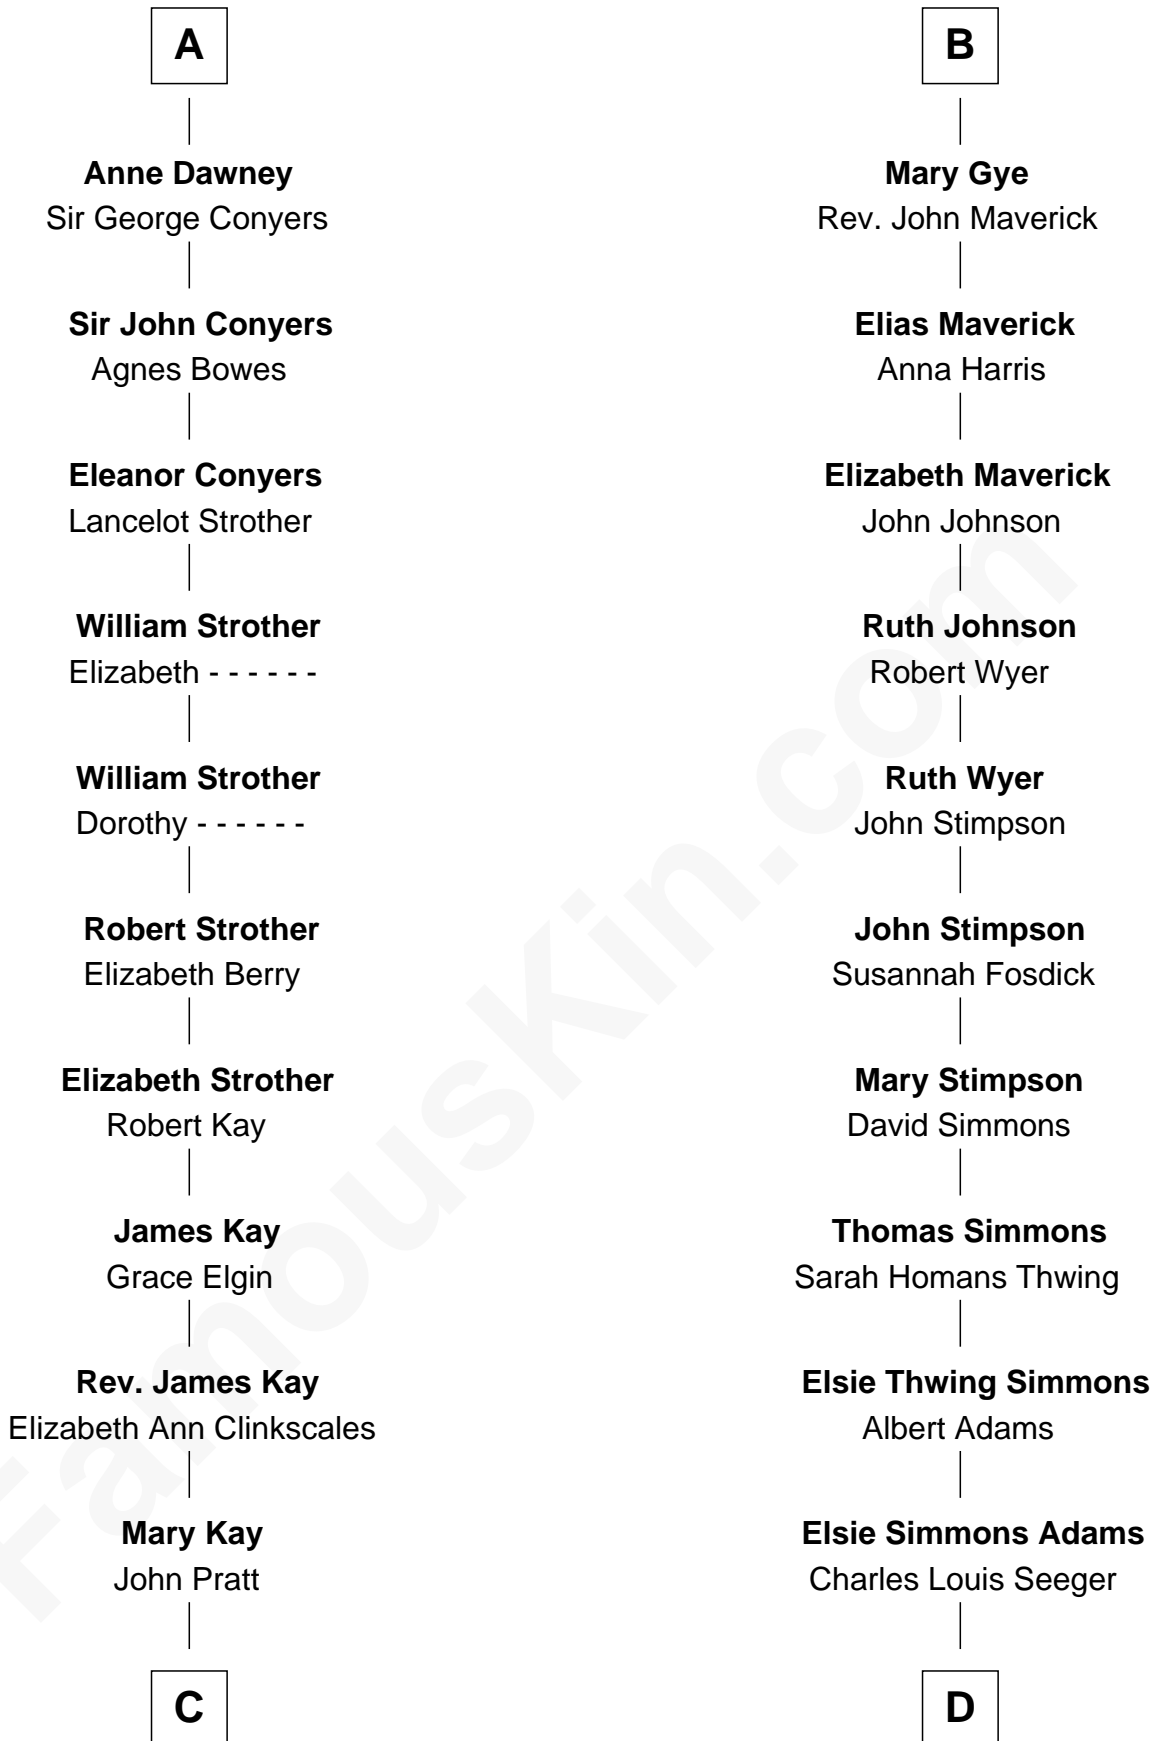 A
Anne Dawney
Sir George Conyers
Sir John Conyers
Agnes Bowes
Eleanor Conyers
Lancelot Strother
William Strother
Elizabeth - - - - - -
William Strother
Dorothy - - - - - -
Robert Strother
Elizabeth Berry
Elizabeth Strother
Robert Kay
James Kay
Grace Elgin
Rev. James Kay
Elizabeth Ann Clinkscales
Mary Kay
John Pratt
C
B
Mary Gye
Rev. John Maverick
Elias Maverick
Anna Harris
Elizabeth Maverick
John Johnson
Ruth Johnson
Robert Wyer
Ruth Wyer
John Stimpson
John Stimpson
Susannah Fosdick
Mary Stimpson
David Simmons
Thomas Simmons
Sarah Homans Thwing
Elsie Thwing Simmons
Albert Adams
Elsie Simmons Adams
Charles Louis Seeger
D
FamousKin.com